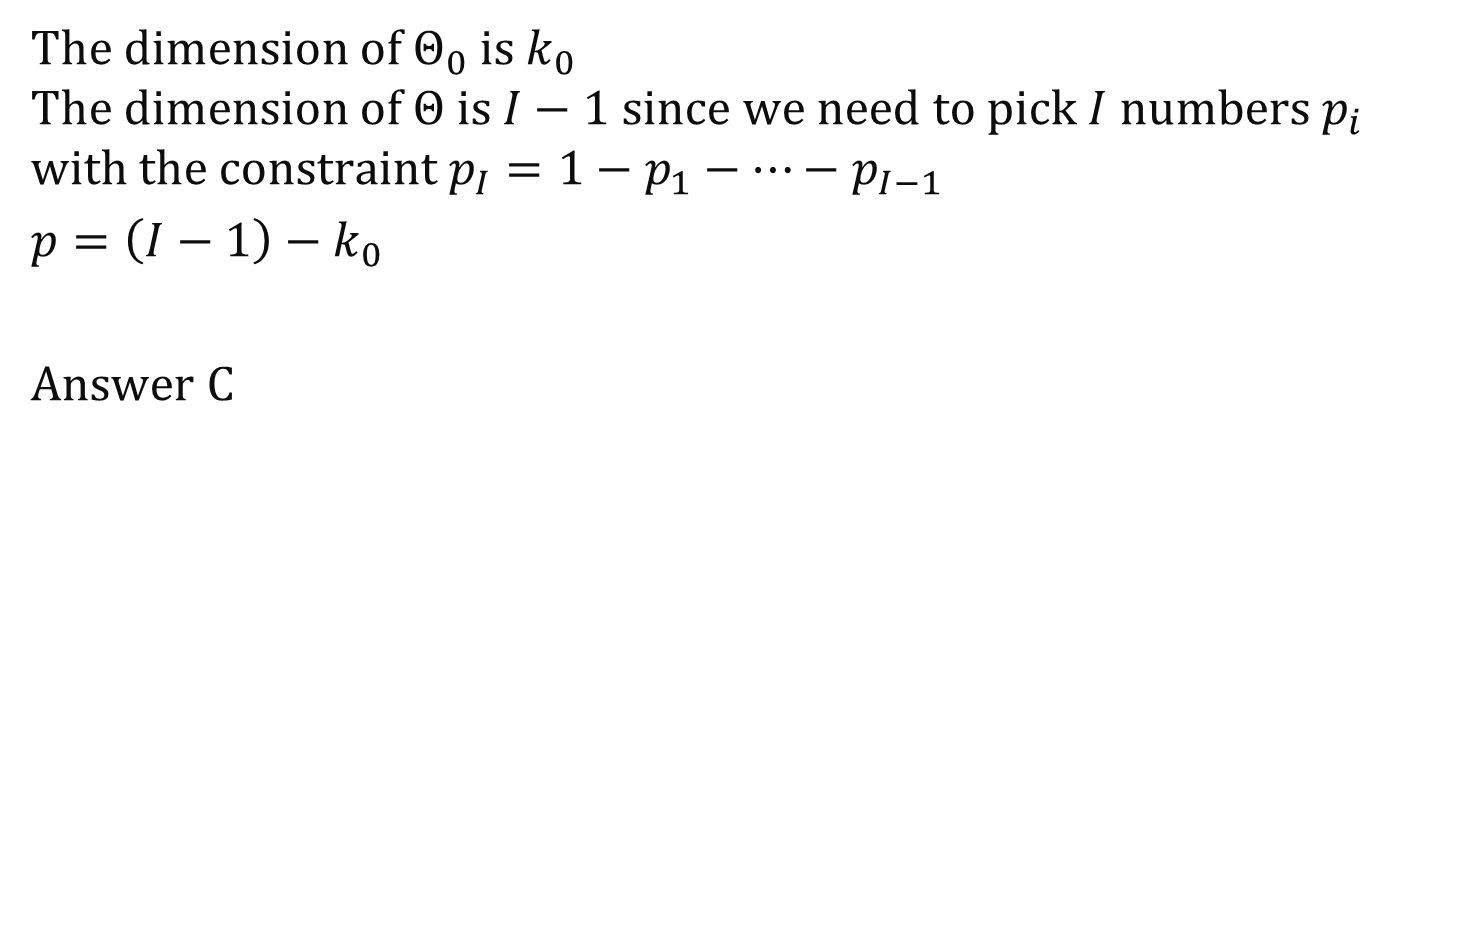 The dimension of Θ₀ is k₀
The dimension of Θ is I − 1 since we need to pick I numbers pᵢ
with the constraint p_I = 1 − p₁ − ⋯ − p_{I−1}
p = (I − 1) − k₀
Answer C